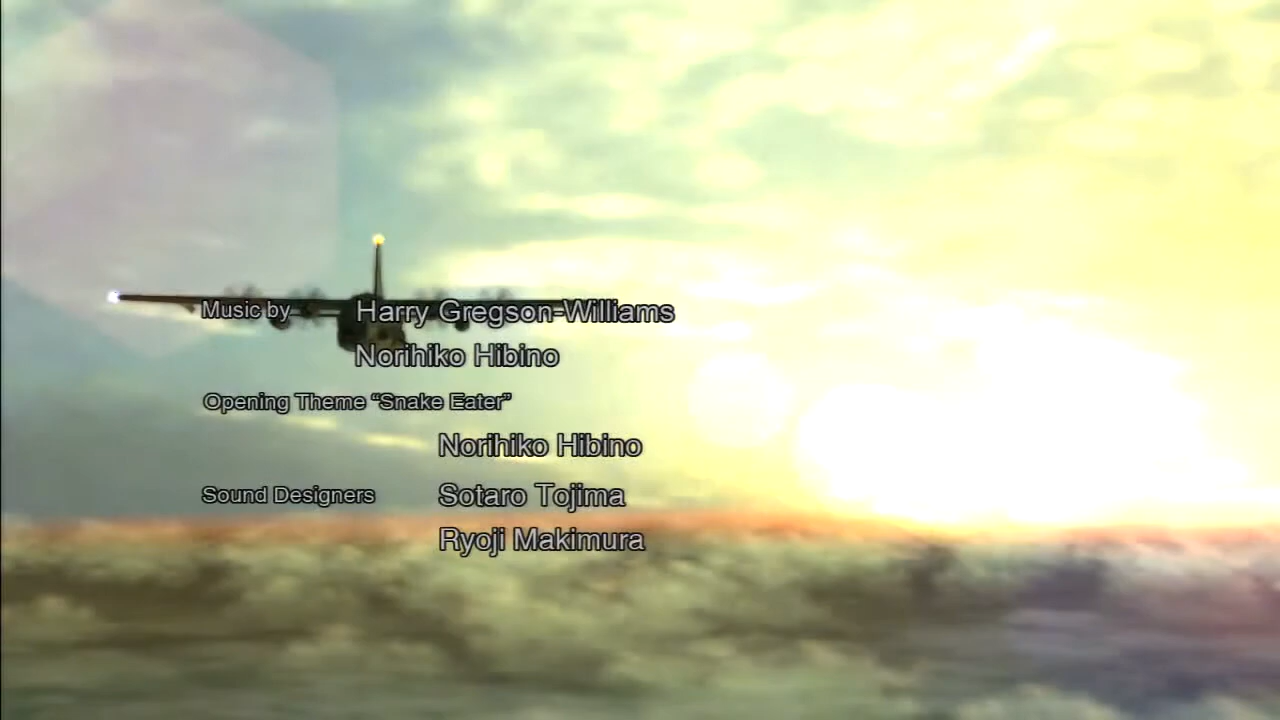 Music by Harry Gregson-Williams
Norihiko Hibino
Opening Theme “Snake Eater”
Norihiko Hibino
Sound Designers Sotaro Tojima
Ryoji Makimura